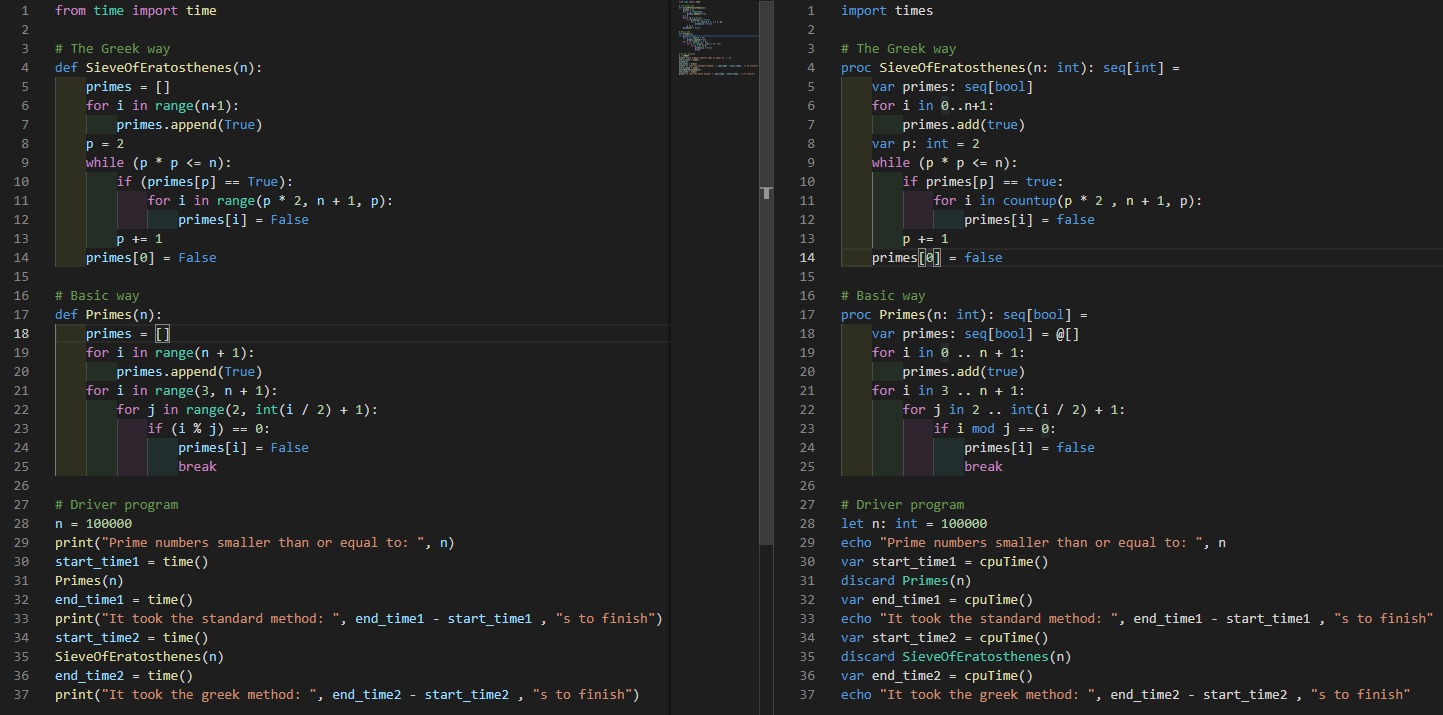 1 from time import time
2
3 # The Greek way
4 def SieveOfEratosthenes(n):
5     primes = []
6     for i in range(n+1):
7         primes.append(True)
8     p = 2
9     while (p * p <= n):
10         if (primes[p] == True):
11             for i in range(p * 2, n + 1, p):
12                 primes[i] = False
13         p += 1
14     primes[0] = False
15
16 # Basic way
17 def Primes(n):
18     primes = []
19     for i in range(n + 1):
20         primes.append(True)
21     for i in range(3, n + 1):
22         for j in range(2, int(i / 2) + 1):
23             if (i % j) == 0:
24                 primes[i] = False
25                 break
26
27 # Driver program
28 n = 100000
29 print("Prime numbers smaller than or equal to: ", n)
30 start_time1 = time()
31 Primes(n)
32 end_time1 = time()
33 print("It took the standard method: ", end_time1 - start_time1 , "s to finish")
34 start_time2 = time()
35 SieveOfEratosthenes(n)
36 end_time2 = time()
37 print("It took the greek method: ", end_time2 - start_time2 , "s to finish")
1 import times
2
3 # The Greek way
4 proc SieveOfEratosthenes(n: int): seq[int] =
5     var primes: seq[bool]
6     for i in 0..n+1:
7         primes.add(true)
8     var p: int = 2
9     while (p * p <= n):
10         if primes[p] == true:
11             for i in countup(p * 2 , n + 1, p):
12                 primes[i] = false
13         p += 1
14     primes[0] = false
15
16 # Basic way
17 proc Primes(n: int): seq[bool] =
18     var primes: seq[bool] = @[]
19     for i in 0 .. n + 1:
20         primes.add(true)
21     for i in 3 .. n + 1:
22         for j in 2 .. int(i / 2) + 1:
23             if i mod j == 0:
24                 primes[i] = false
25                 break
26
27 # Driver program
28 let n: int = 100000
29 echo "Prime numbers smaller than or equal to: ", n
30 var start_time1 = cpuTime()
31 discard Primes(n)
32 var end_time1 = cpuTime()
33 echo "It took the standard method: ", end_time1 - start_time1 , "s to finish"
34 var start_time2 = cpuTime()
35 discard SieveOfEratosthenes(n)
36 var end_time2 = cpuTime()
37 echo "It took the greek method: ", end_time2 - start_time2 , "s to finish"